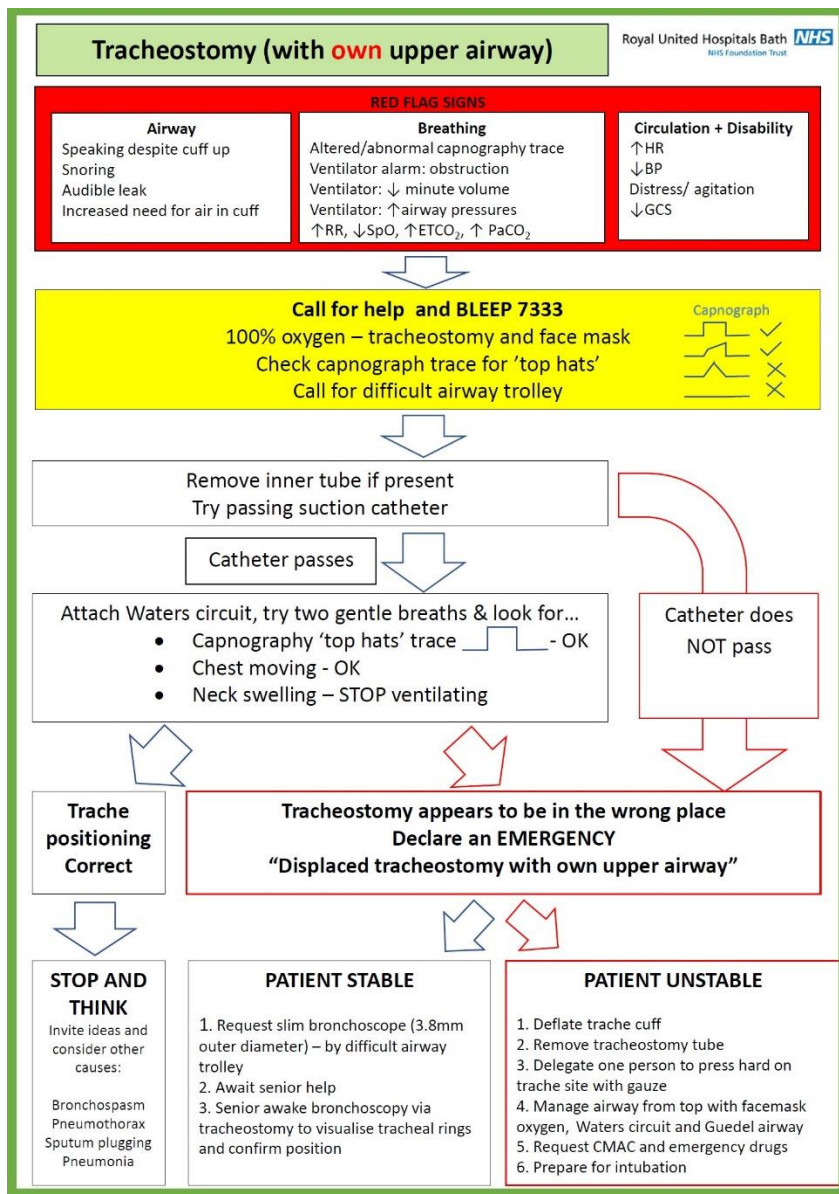 Tracheostomy (with own upper airway)
Royal United Hospitals Bath NHS
NHS Foundation Trust
RED FLAG SIGNS
Airway
Speaking despite cuff up
Snoring
Audible leak
Increased need for air in cuff
Breathing
Altered/abnormal capnography trace
Ventilator alarm: obstruction
Ventilator: ↓ minute volume
Ventilator: ↑airway pressures
↑RR, ↓SpO, ↑ETCO₂, ↑ PaCO₂
Circulation + Disability
↑HR
↓BP
Distress/ agitation
↓GCS
Call for help and BLEEP 7333
100% oxygen – tracheostomy and face mask
Check capnograph trace for ’top hats’
Call for difficult airway trolley
Capnograph
Remove inner tube if present
Try passing suction catheter
Catheter passes
Catheter does
NOT pass
Attach Waters circuit, try two gentle breaths & look for…
• Capnography ‘top hats’ trace - OK
• Chest moving - OK
• Neck swelling – STOP ventilating
Trache
positioning
Correct
Tracheostomy appears to be in the wrong place
Declare an EMERGENCY
“Displaced tracheostomy with own upper airway”
STOP AND
THINK
Invite ideas and
consider other
causes:
Bronchospasm
Pneumothorax
Sputum plugging
Pneumonia
PATIENT STABLE
1. Request slim bronchoscope (3.8mm
outer diameter) – by difficult airway
trolley
2. Await senior help
3. Senior awake bronchoscopy via
tracheostomy to visualise tracheal rings
and confirm position
PATIENT UNSTABLE
1. Deflate trache cuff
2. Remove tracheostomy tube
3. Delegate one person to press hard on
trache site with gauze
4. Manage airway from top with facemask
oxygen, Waters circuit and Guedel airway
5. Request CMAC and emergency drugs
6. Prepare for intubation